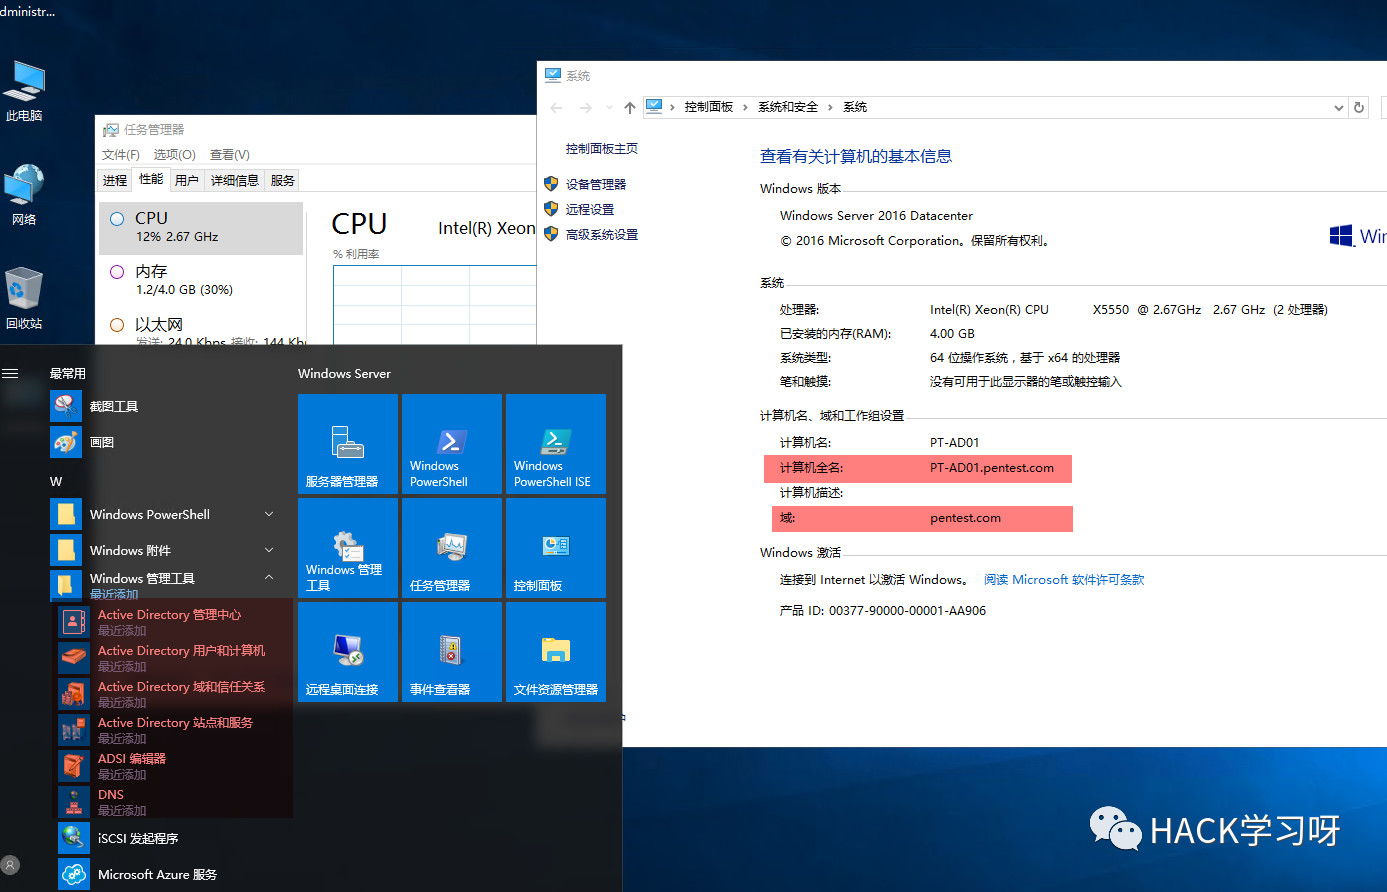 dministr...
此电脑
网络
回收站
任务管理器
文件(F) 选项(O) 查看(V)
进程 性能 用户 详细信息 服务
CPU
12% 2.67 GHz
内存
1.2/4.0 GB (30%)
以太网
发送: 24.0 Kbps 接收: 144 Kb
CPU
Intel(R) Xeon
% 利用率
系统
控制面板 系统和安全 系统
控制面板主页
设备管理器
远程设置
高级系统设置
查看有关计算机的基本信息
Windows 版本
Windows Server 2016 Datacenter
© 2016 Microsoft Corporation。保留所有权利。
Win
系统
处理器: Intel(R) Xeon(R) CPU X5550 @ 2.67GHz 2.67 GHz (2 处理器)
已安装的内存(RAM): 4.00 GB
系统类型: 64 位操作系统，基于 x64 的处理器
笔和触摸: 没有可用于此显示器的笔或触控输入
计算机名、域和工作组设置
计算机名: PT-AD01
计算机全名: PT-AD01.pentest.com
计算机描述:
域: pentest.com
Windows 激活
连接到 Internet 以激活 Windows。 阅读 Microsoft 软件许可条款
产品 ID: 00377-90000-00001-AA906
最常用
截图工具
画图
W
Windows PowerShell
Windows 附件
Windows 管理工具
最近添加
Active Directory 管理中心
最近添加
Active Directory 用户和计算机
最近添加
Active Directory 域和信任关系
最近添加
Active Directory 站点和服务
最近添加
ADSI 编辑器
最近添加
DNS
最近添加
iSCSI 发起程序
Microsoft Azure 服务
Windows Server
服务器管理器
Windows PowerShell
Windows PowerShell ISE
Windows 管理工具
任务管理器
控制面板
远程桌面连接
事件查看器
文件资源管理器
HACK学习呀